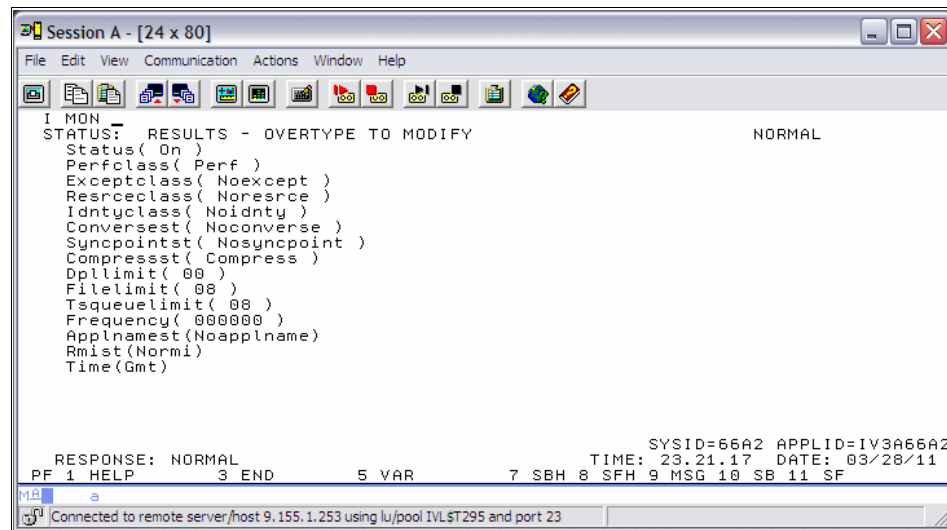 Session A - [24 x 80]
File Edit View Communication Actions Window Help
I MON _
STATUS: RESULTS - OVERTYPE TO MODIFY NORMAL
Status( On )
Perfclass( Perf )
Exceptclass( Noexcept )
Resrceclass( Noresrce )
Idntyclass( Noidnty )
Conversest( Noconverse )
Syncpointst( Nosyncpoint )
Compressst( Compress )
Dpllimit( 00 )
Filelimit( 08 )
Tsqueuelimit( 08 )
Frequency( 000000 )
Applnamest(Noapplname)
Rmist(Normi)
Time(Gmt)
SYSID=66A2 APPLID=IV3A66A2
RESPONSE: NORMAL TIME: 23.21.17 DATE: 03/28/11
PF 1 HELP 3 END 5 VAR 7 SBH 8 SFH 9 MSG 10 SB 11 SF
MA a
Connected to remote server/host 9.155.1.253 using lu/pool IVL$T295 and port 23